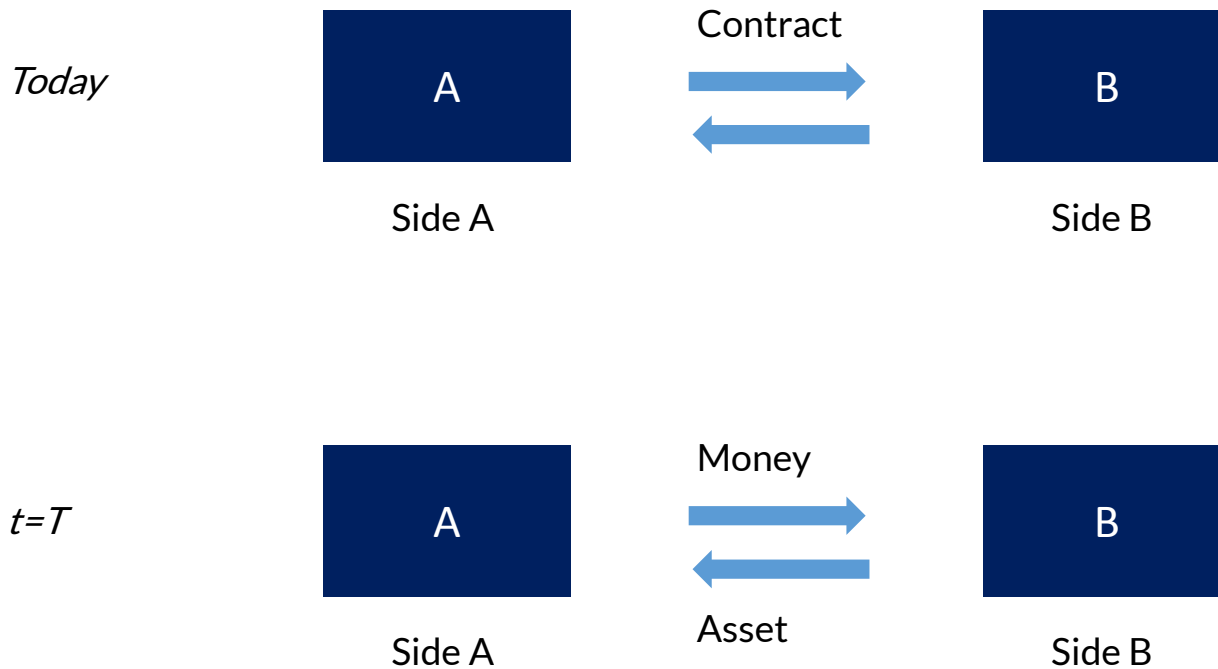 Contract
Today
A
B
Side A
Side B
Money
t=T
A
B
Asset
Side A
Side B